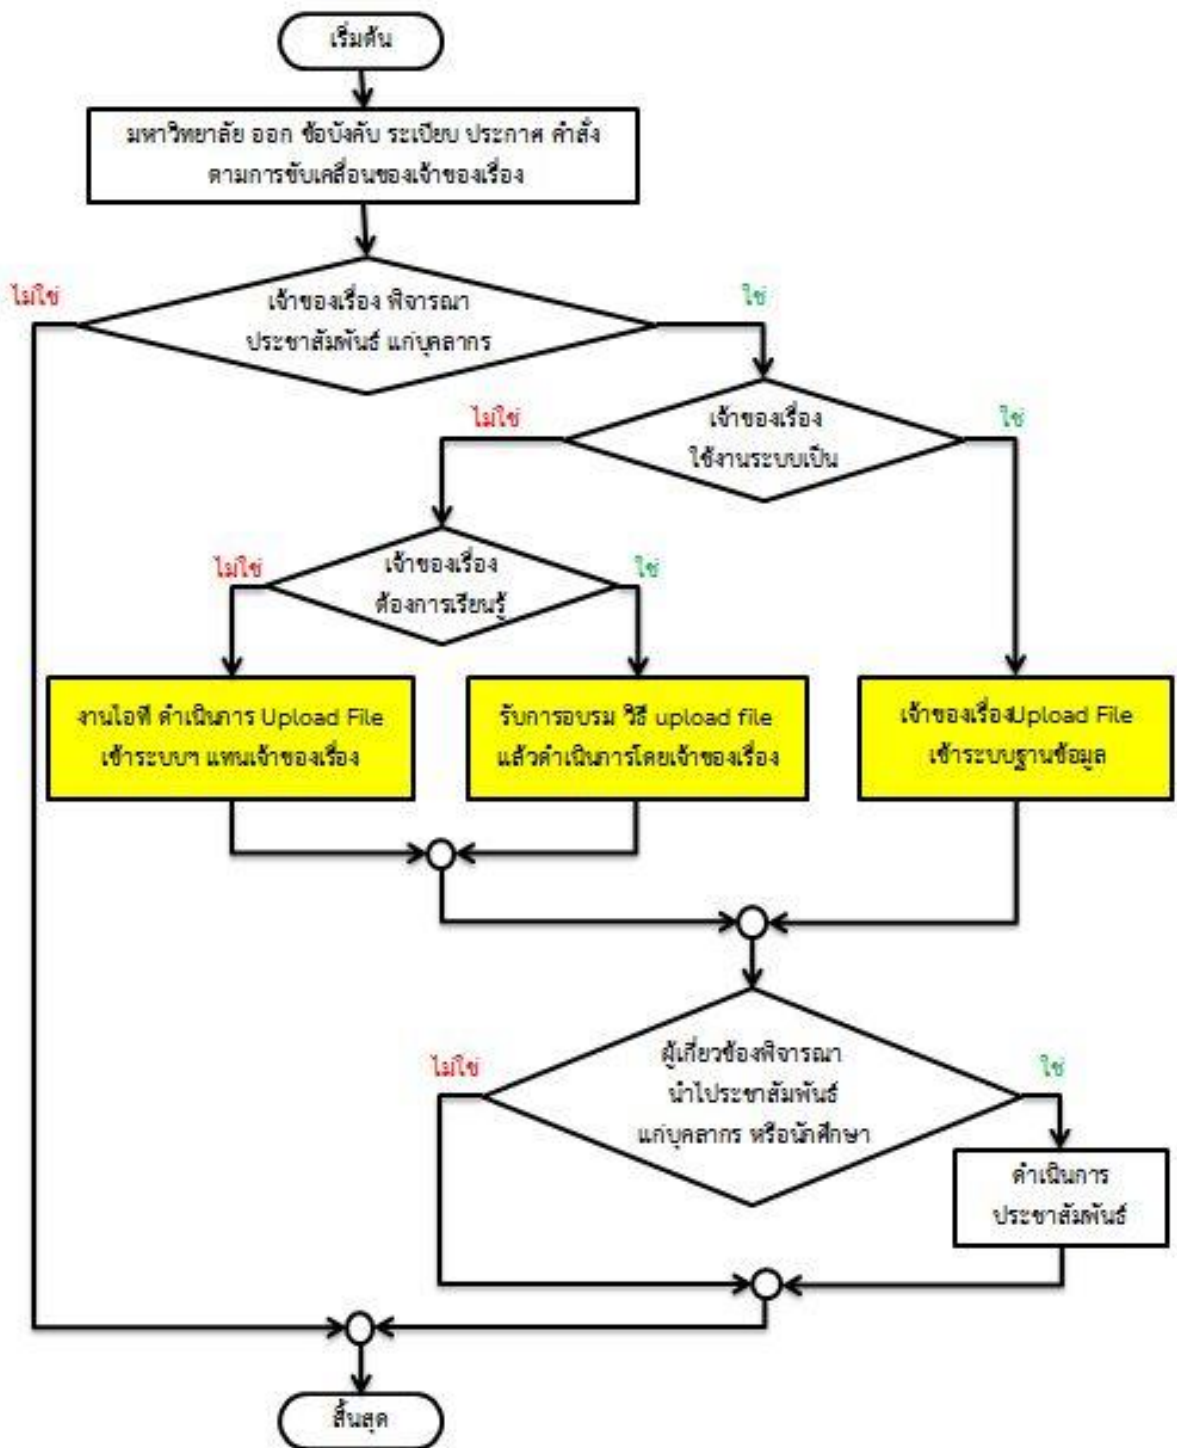 เริ่มต้น
มหาวิทยาลัย ออก ข้อบังคับ ระเบียบ ประกาศ คำสั่ง
ตามการขับเคลื่อนของเจ้าของเรื่อง
ไม่ใช่
เจ้าของเรื่อง พิจารณา
ประชาสัมพันธ์ แก่บุคลากร
ใช่
ไม่ใช่
เจ้าของเรื่อง
ใช้งานระบบเป็น
ใช่
ไม่ใช่
เจ้าของเรื่อง
ต้องการเรียนรู้
ใช่
งานไอที ดำเนินการ Upload File
เข้าระบบฯ แทนเจ้าของเรื่อง
รับการอบรม วิธี upload file
แล้วดำเนินการโดยเจ้าของเรื่อง
เจ้าของเรื่องUpload File
เข้าระบบฐานข้อมูล
ไม่ใช่
ผู้เกี่ยวข้องพิจารณา
นำไปประชาสัมพันธ์
แก่บุคลากร หรือนักศึกษา
ใช่
ดำเนินการ
ประชาสัมพันธ์
สิ้นสุด